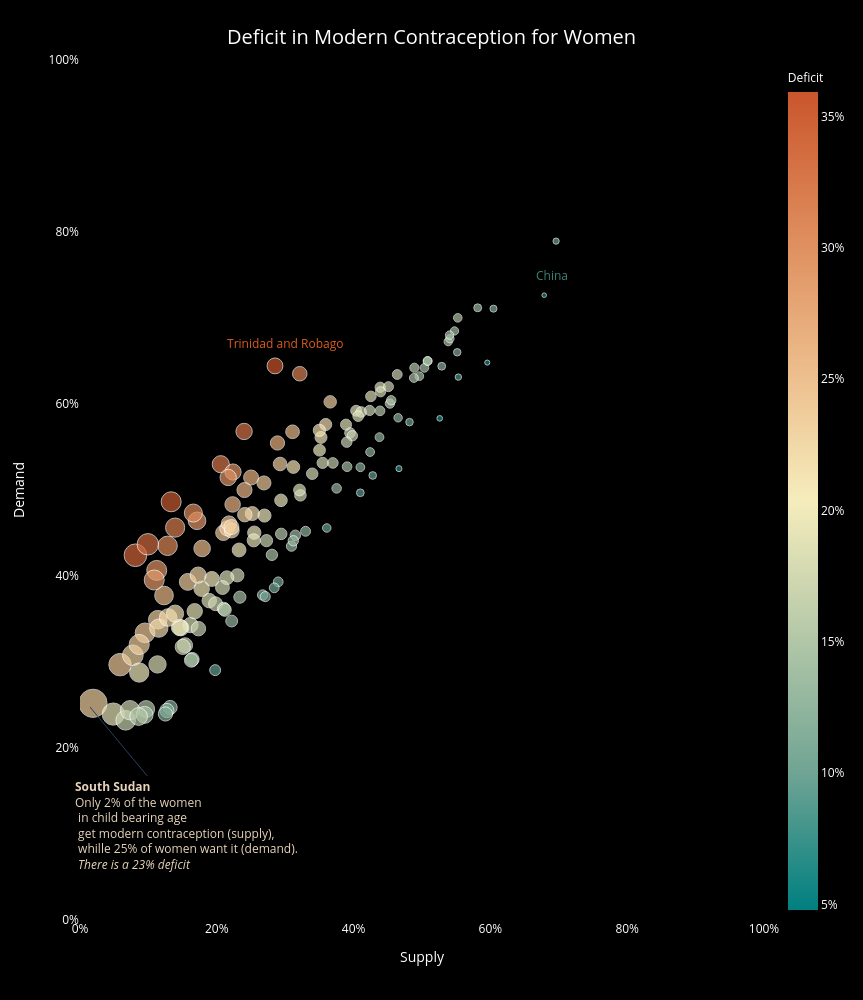 Deficit in Modern Contraception for Women
100%
80%
60%
40%
20%
0%
Demand
0%
20%
40%
60%
80%
100%
Supply
China
Trinidad and Robago
South Sudan
Only 2% of the women
in child bearing age
get modern contraception (supply),
whille 25% of women want it (demand).
There is a 23% deficit
Deficit
35%
30%
25%
20%
15%
10%
5%